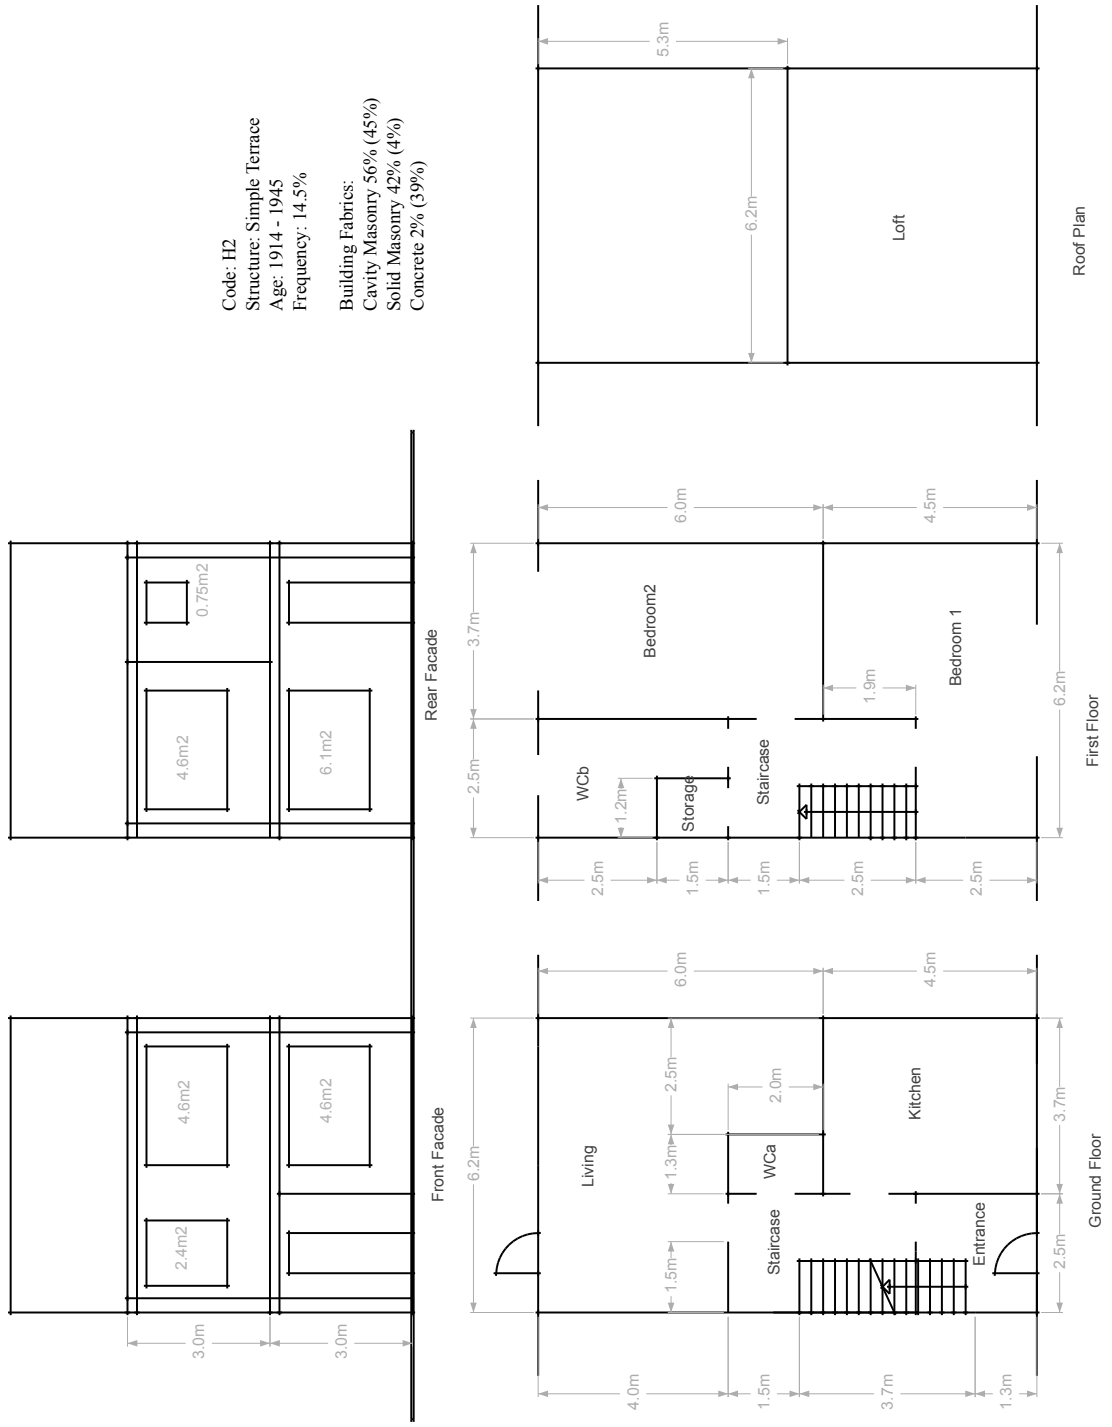 3.0m
3.0m
2.4m2
4.6m2
4.6m2
Front Facade
4.6m2
6.1m2
0.75m2
Rear Facade
Code: H2
Structure: Simple Terrace
Age: 1914 - 1945
Frequency: 14.5%
Building Fabrics:
Cavity Masonry 56% (45%)
Solid Masonry 42% (4%)
Concrete 2% (39%)
6.2m
4.0m
1.5m
3.7m
1.3m
Living
1.5m
1.3m
2.5m
2.0m
WCa
Staircase
Kitchen
Entrance
6.0m
4.5m
2.5m
3.7m
Ground Floor
2.5m
3.7m
2.5m
1.5m
1.5m
2.5m
2.5m
WCb
1.2m
Storage
Staircase
Bedroom2
1.9m
Bedroom 1
6.0m
4.5m
6.2m
First Floor
5.3m
6.2m
Loft
Roof Plan